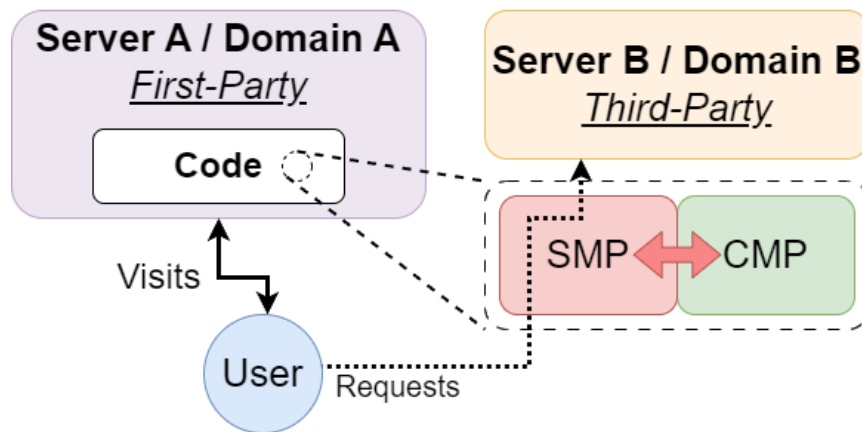 Server A / Domain A
First-Party
Code
Server B / Domain B
Third-Party
SMP
CMP
Visits
User
Requests